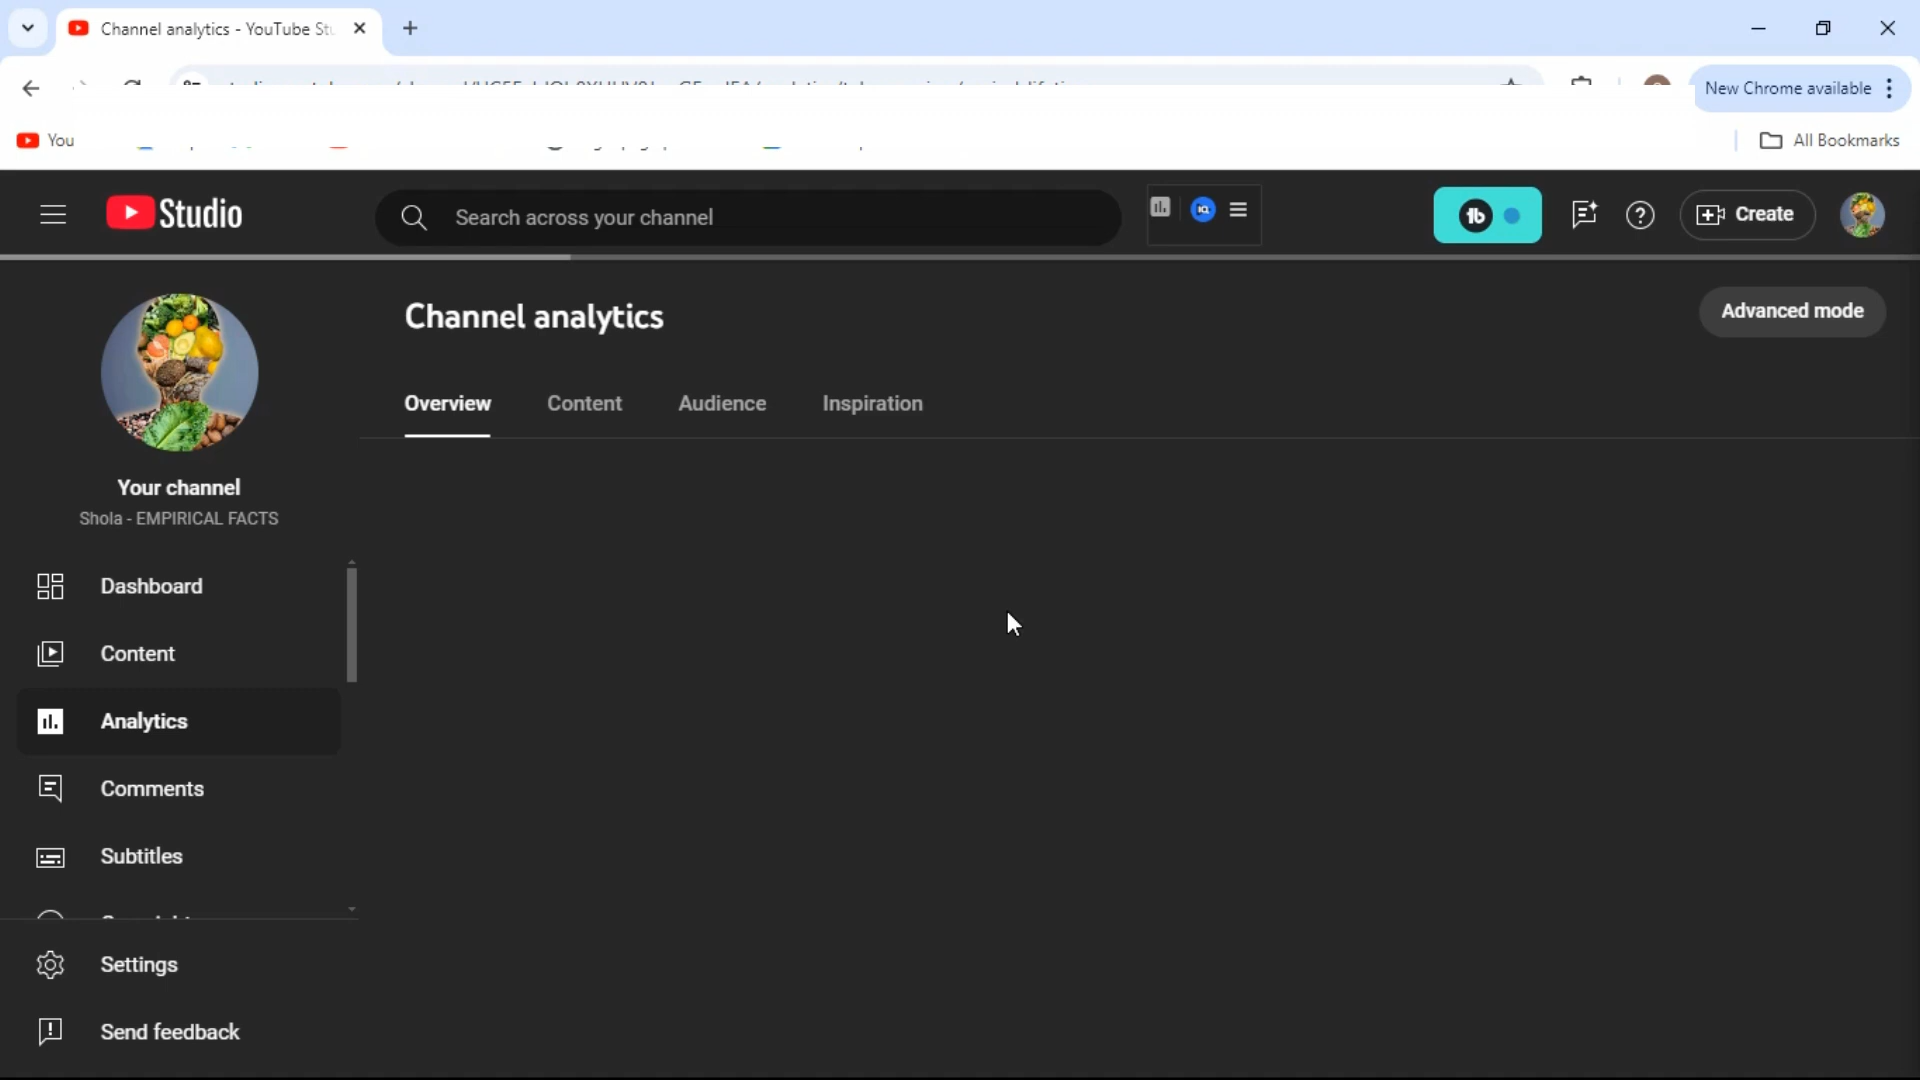 Channel analytics - YouTube Stu
New Chrome available
You
All Bookmarks
Studio
Search across your channel
Create
Channel analytics
Advanced mode
Overview
Content
Audience
Inspiration
Your channel
Shola - EMPIRICAL FACTS
Dashboard
Content
Analytics
Comments
Subtitles
Settings
Send feedback